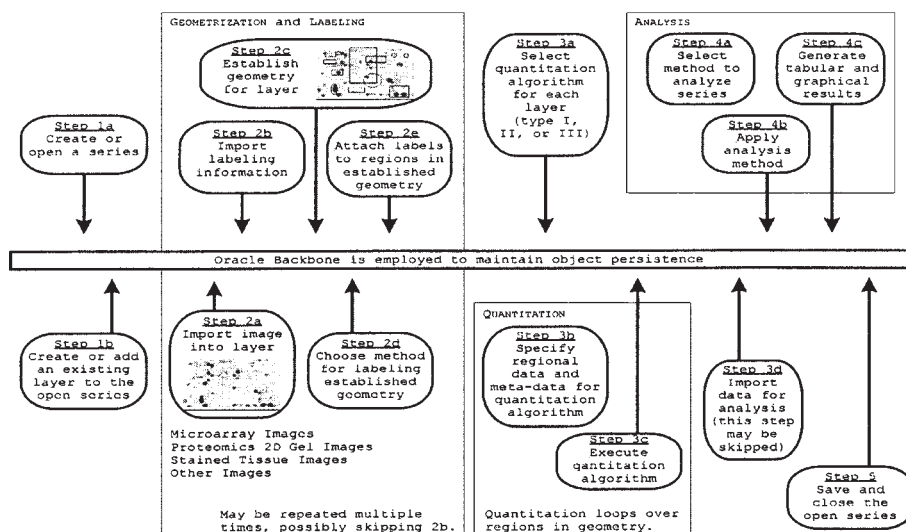 GEOMETRIZATION and LABELING
Step 2c
Establish
geometry
for layer
Step 1a
Create or
open a series
Step 2b
Import
labeling
information
Step 2e
Attach labels
to regions in
established
geometry
Step 3a
Select
quantitation
algorithm
for each
layer
(type I,
II, or III)
ANALYSIS
Step 4a
Select
method to
analyze
series
Step 4c
Generate
tabular and
graphical
results
Step 4b
Apply
analysis
method
Oracle Backbone is employed to maintain object persistence
Step 1b
Create or add
an existing
layer to the
open series
Step 2a
Import image
into layer
Step 2d
Choose method
for labeling
established
geometry
Microarray Images
Proteomics 2D Gel Images
Stained Tissue Images
Other Images
May be repeated multiple
times, possibly skipping 2b.
QUANTITATION
Step 3b
Specify
regional
data and
meta-data for
quantitation
algorithm
Step 3c
Execute
qantitation
algorithm
Quantitation loops over
regions in geometry.
Step 3d
Import
data for
analysis
(this step
may be
skipped)
Step 5
Save and
close the
open series